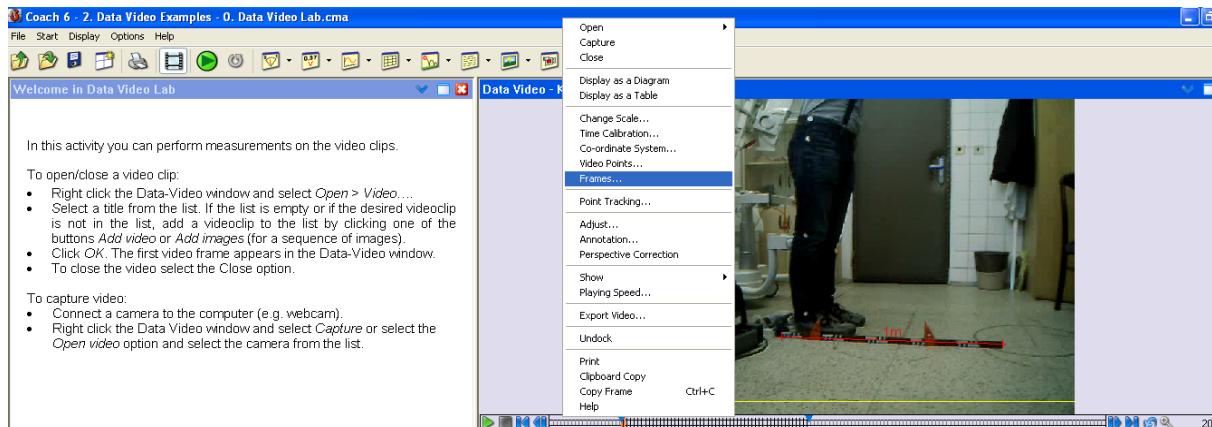 Coach 6 - 2. Data Video Examples - 0. Data Video Lab.cma
File Start Display Options Help
0.37
Welcome in Data Video Lab
In this activity you can perform measurements on the video clips.
To open/close a video clip:
• Right click the Data-Video window and select Open > Video....
• Select a title from the list. If the list is empty or if the desired videoclip
is not in the list, add a videoclip to the list by clicking one of the
buttons Add video or Add images (for a sequence of images).
• Click OK. The first video frame appears in the Data-Video window.
• To close the video select the Close option.
To capture video:
• Connect a camera to the computer (e.g. webcam).
• Right click the Data Video window and select Capture or select the
Open video option and select the camera from the list.
Data Video - K
Open
Capture
Close
Display as a Diagram
Display as a Table
Change Scale...
Time Calibration...
Co-ordinate System...
Video Points...
Frames...
Point Tracking...
Adjust...
Annotation...
Perspective Correction
Show
Playing Speed...
Export Video...
Undock
Print
Clipboard Copy
Copy Frame Ctrl+C
Help
1m
20